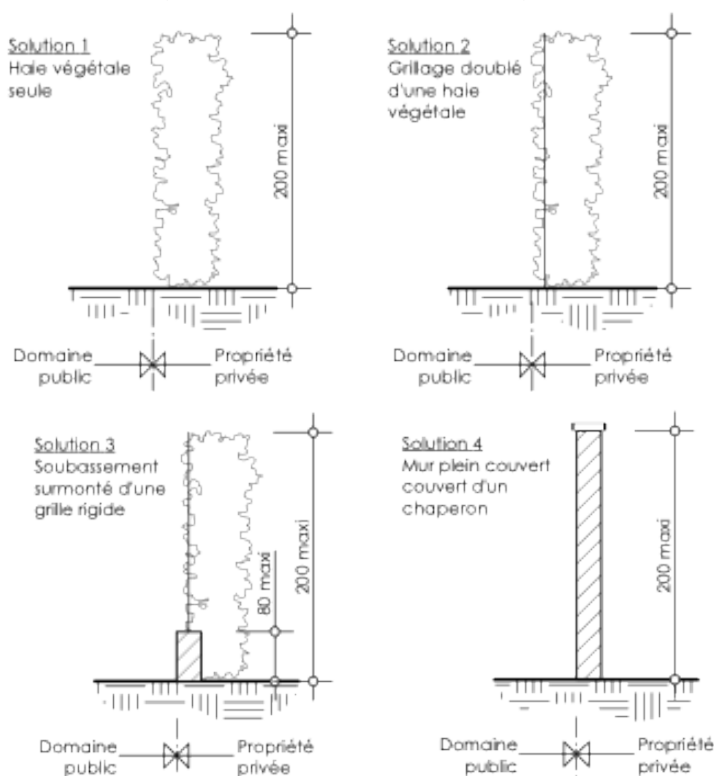 Solution 1
Haie végétale
seule
200 maxi
Domaine
public
Propriété
privée
Solution 2
Grillage doublé
d'une haie
végétale
200 maxi
Domaine
public
Propriété
privée
Solution 3
Soubassement
surmonté d'une
grille rigide
80 maxi
200 maxi
Domaine
public
Propriété
privée
Solution 4
Mur plein couvert
couvert d'un
chaperon
200 maxi
Domaine
public
Propriété
privée